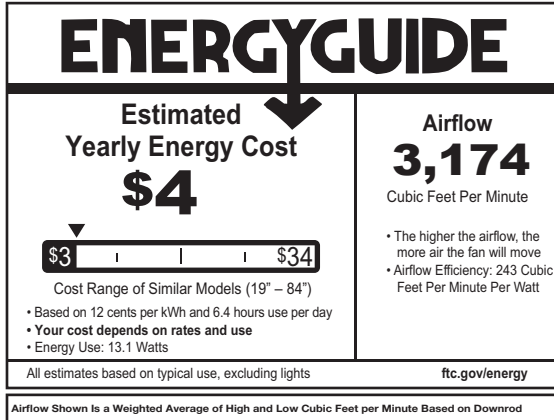 ENERGYGUIDE
Estimated
Yearly Energy Cost
$4
$3
$34
Cost Range of Similar Models (19” – 84”)
• Based on 12 cents per kWh and 6.4 hours use per day
• Your cost depends on rates and use
• Energy Use: 13.1 Watts
Airflow
3,174
Cubic Feet Per Minute
• The higher the airflow, the
more air the fan will move
• Airflow Efficiency: 243 Cubic
Feet Per Minute Per Watt
All estimates based on typical use, excluding lights
ftc.gov/energy
Airflow Shown Is a Weighted Average of High and Low Cubic Feet per Minute Based on Downrod